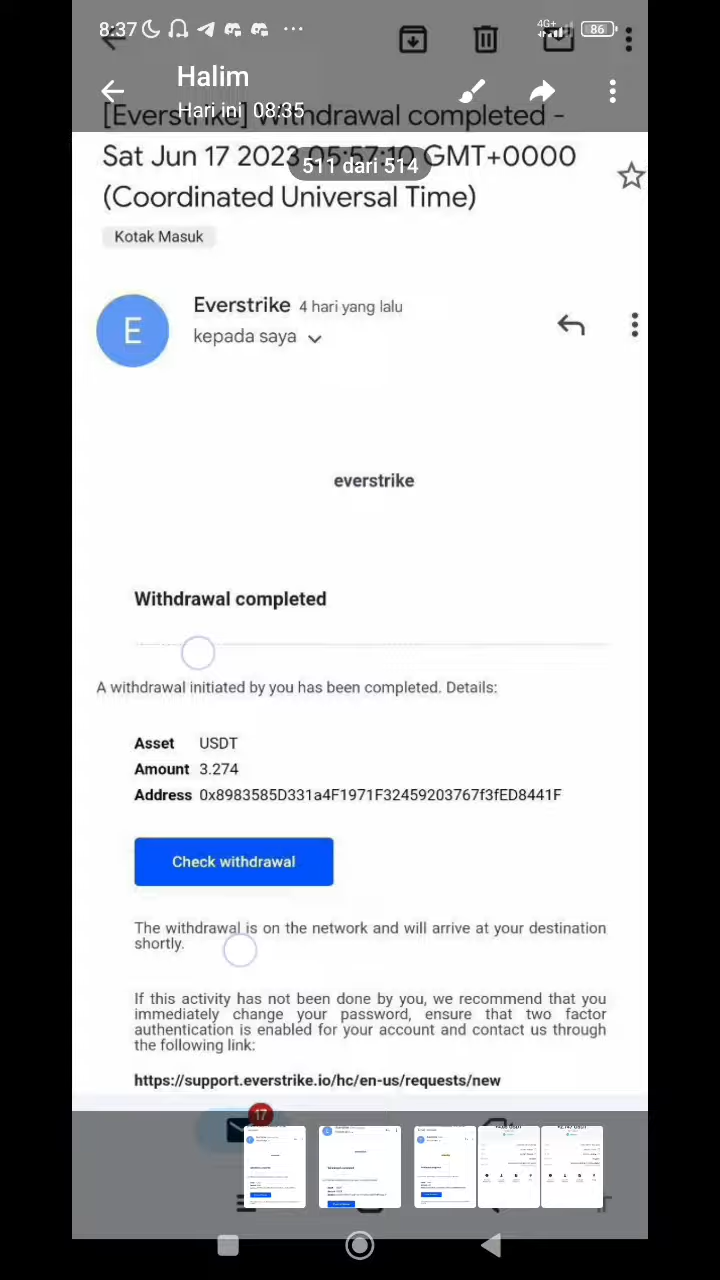 8:37
4G+
86
Halim
Hari ini 08:35
[Everstrike] Withdrawal completed -
Sat Jun 17 2023 05:57:10 GMT+0000
511 dari 514
(Coordinated Universal Time)
Kotak Masuk
E
Everstrike 4 hari yang lalu
kepada saya
everstrike
Withdrawal completed
A withdrawal initiated by you has been completed. Details:
Asset USDT
Amount 3.274
Address 0x8983585D331a4F1971F32459203767f3fED8441F
Check withdrawal
The withdrawal is on the network and will arrive at your destination
shortly.
If this activity has not been done by you, we recommend that you
immediately change your password, ensure that two factor
authentication is enabled for your account and contact us through
the following link:
https://support.everstrike.io/hc/en-us/requests/new
17